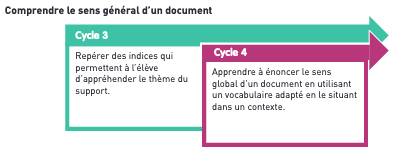 Comprendre le sens général d'un document
Cycle 3
Repérer des indices qui
permettent à l'élève
d'appréhender le thème du
support.
Cycle 4
Apprendre à énoncer le sens
global d'un document en utilisant
un vocabulaire adapté en le situant
dans un contexte.